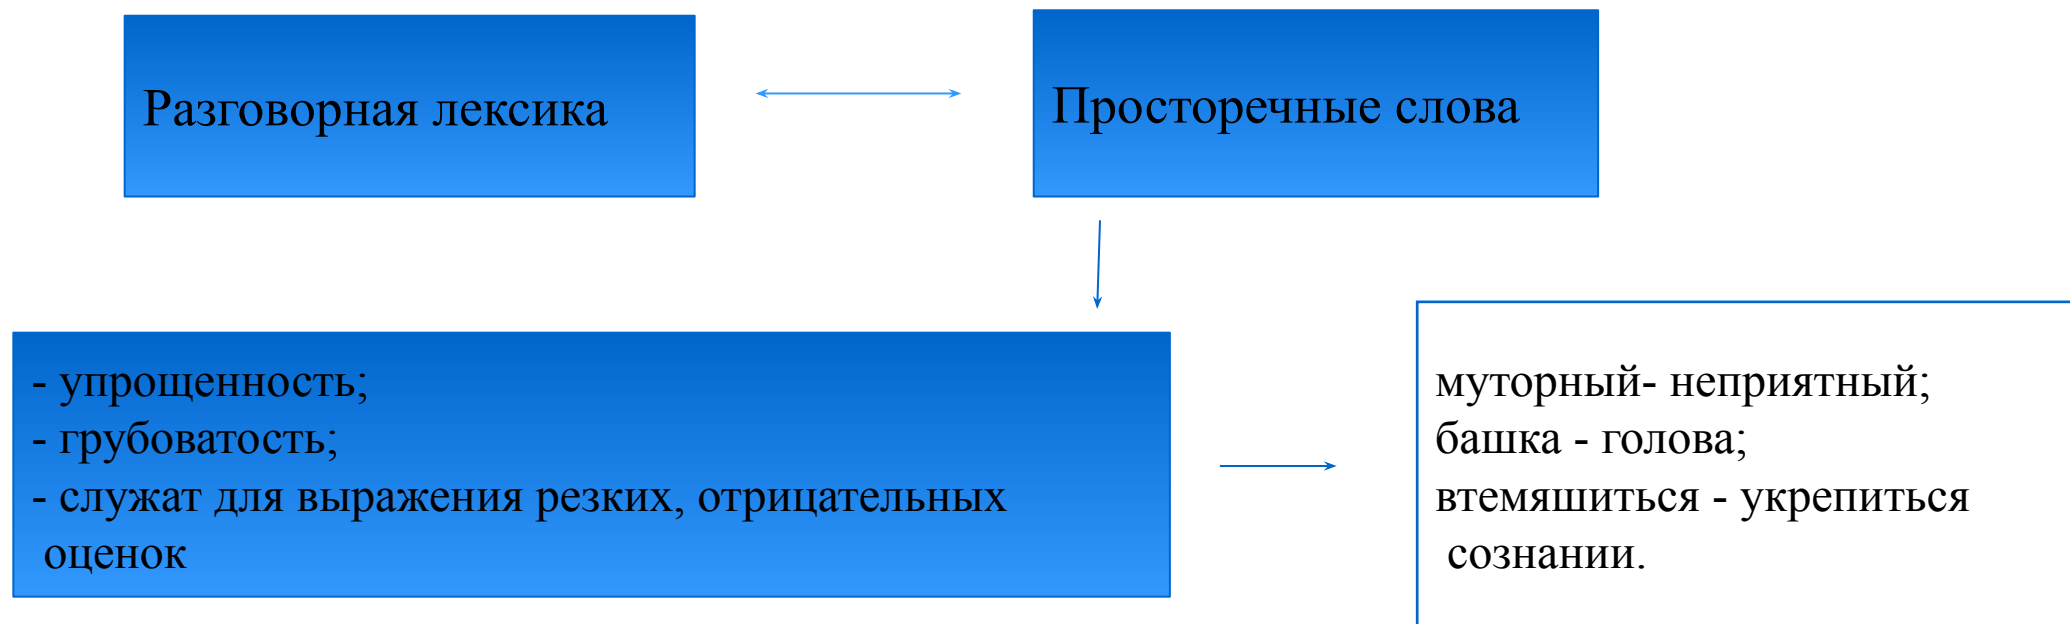 Разговорная лексика
Просторечные слова
- упрощенность;
- грубоватость;
- служат для выражения резких, отрицательных
оценок
муторный- неприятный;
башка - голова;
втемяшиться - укрепиться
сознании.